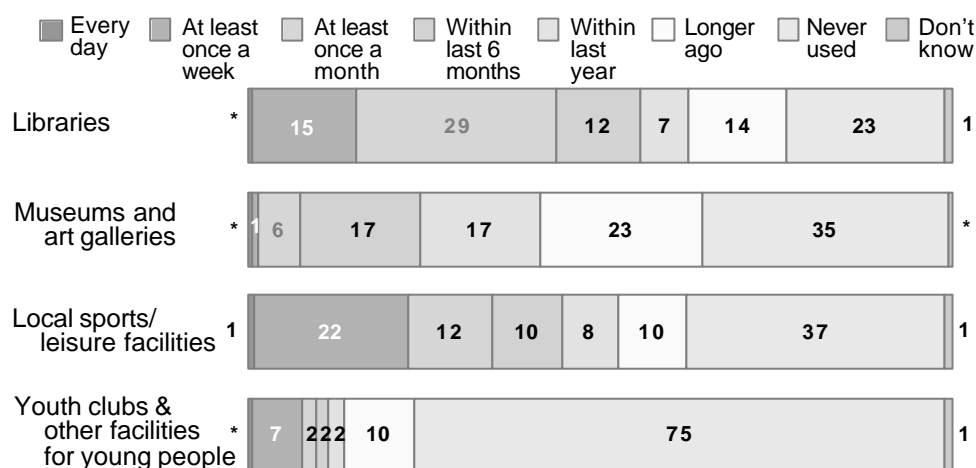 Every day
At least once a week
At least once a month
Within last 6 months
Within last year
Longer ago
Never used
Don't know
Libraries
* 15 29 12 7 14 23 1
Museums and
art galleries
* 1 6 17 17 23 35 *
Local sports/
leisure facilities
1 22 12 10 8 10 37 1
Youth clubs &
other facilities
for young people
* 7 2 2 2 10 75 1